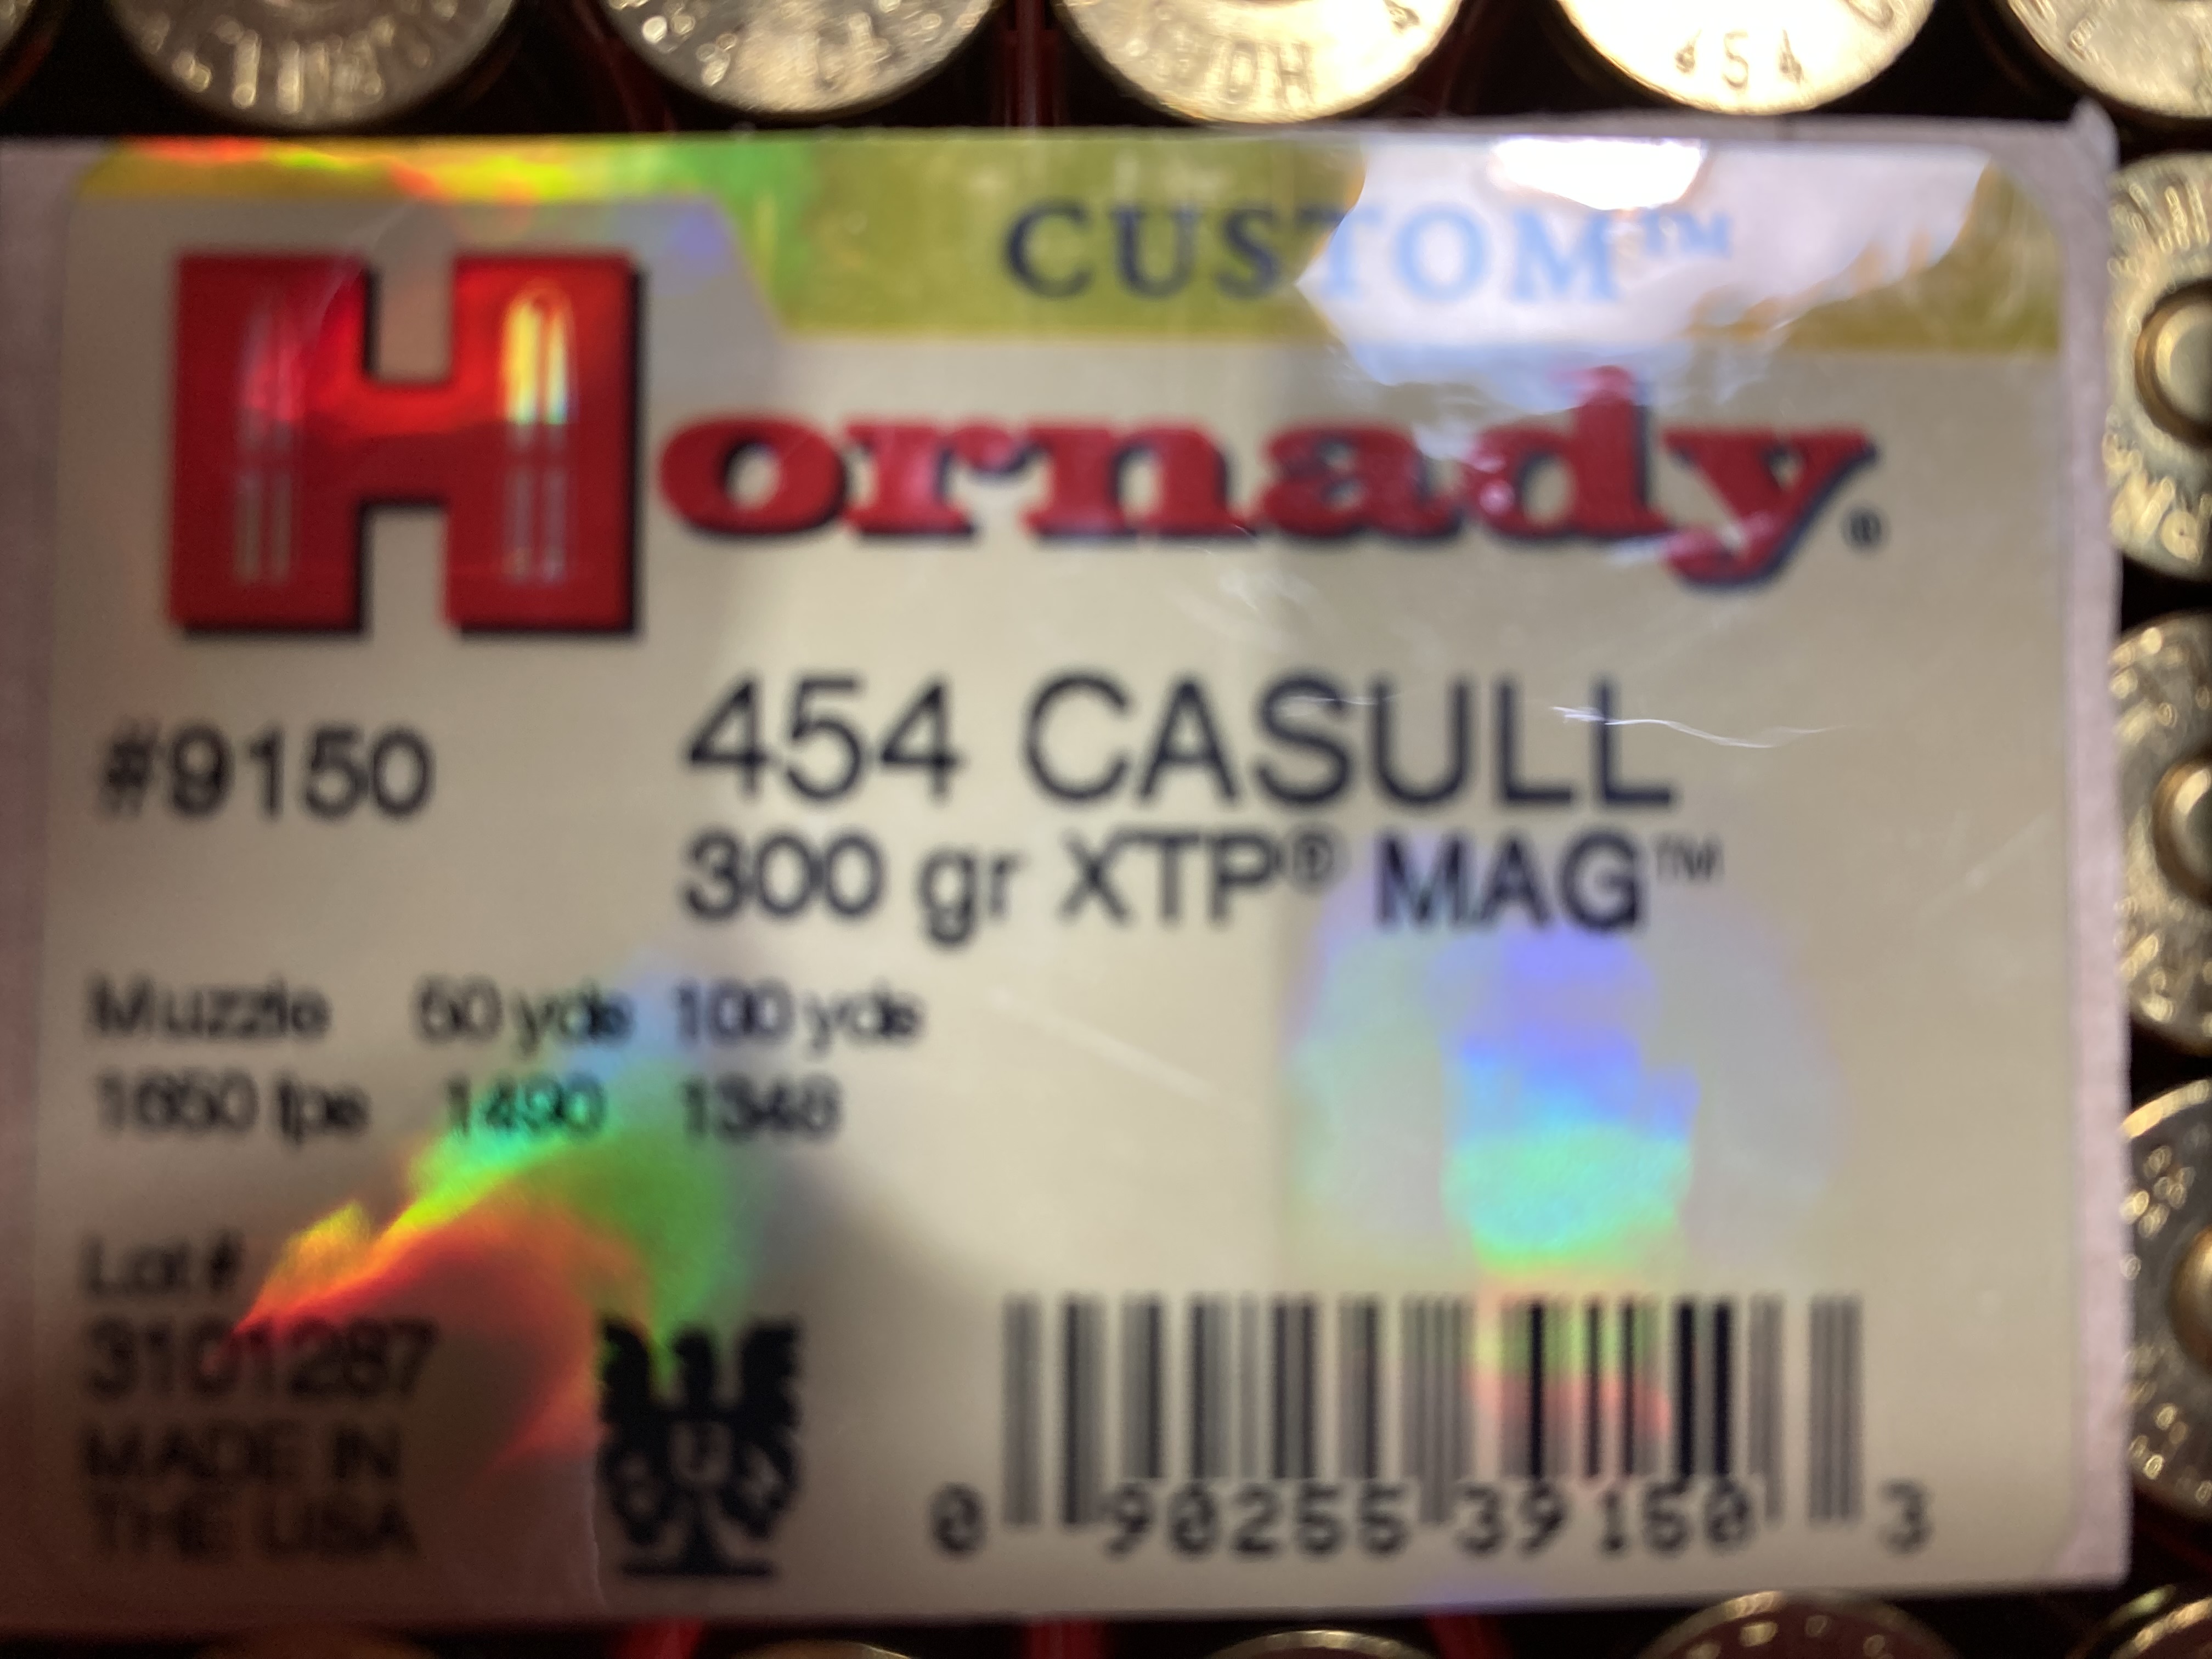 454
CUSTOM™
Hornady®
454 CASULL
#9150
300 gr XTP® MAG™
Muzzle 50 yds 100 yds
1650 fps 1490 1348
Lot #
3101287
MADE IN
THE USA
0 90255 39150 3